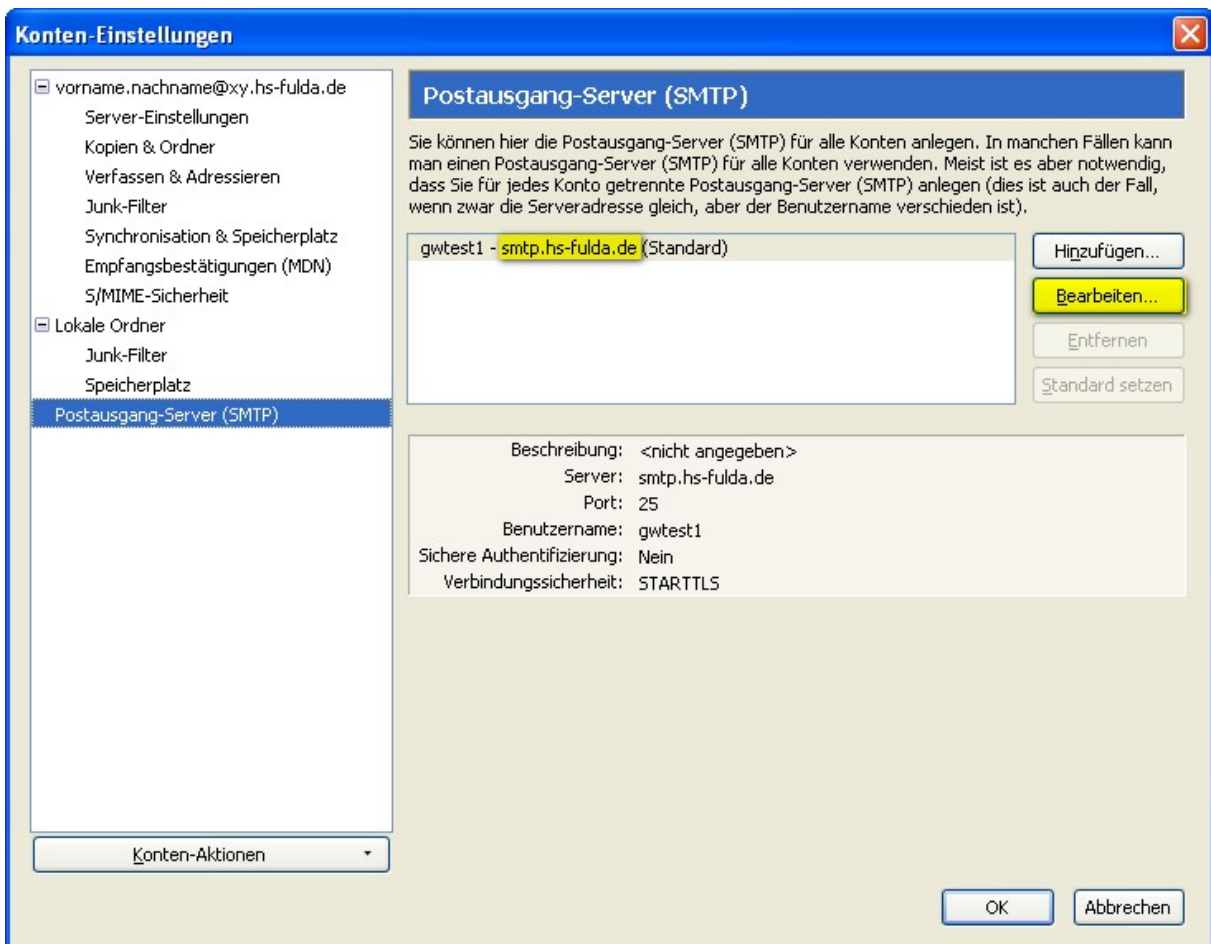 Konten-Einstellungen
vorname.nachname@xy.hs-fulda.de
Server-Einstellungen
Kopien & Ordner
Verfassen & Adressieren
Junk-Filter
Synchronisation & Speicherplatz
Empfangsbestätigungen (MDN)
S/MIME-Sicherheit
Lokale Ordner
Junk-Filter
Speicherplatz
Postausgang-Server (SMTP)
Konten-Aktionen
Postausgang-Server (SMTP)
Sie können hier die Postausgang-Server (SMTP) für alle Konten anlegen. In manchen Fällen kann
man einen Postausgang-Server (SMTP) für alle Konten verwenden. Meist ist es aber notwendig,
dass Sie für jedes Konto getrennte Postausgang-Server (SMTP) anlegen (dies ist auch der Fall,
wenn zwar die Serveradresse gleich, aber der Benutzername verschieden ist).
gwtest1 - smtp.hs-fulda.de (Standard)
Hinzufügen...
Bearbeiten...
Entfernen
Standard setzen
Beschreibung: <nicht angegeben>
Server: smtp.hs-fulda.de
Port: 25
Benutzername: gwtest1
Sichere Authentifizierung: Nein
Verbindungssicherheit: STARTTLS
OK
Abbrechen